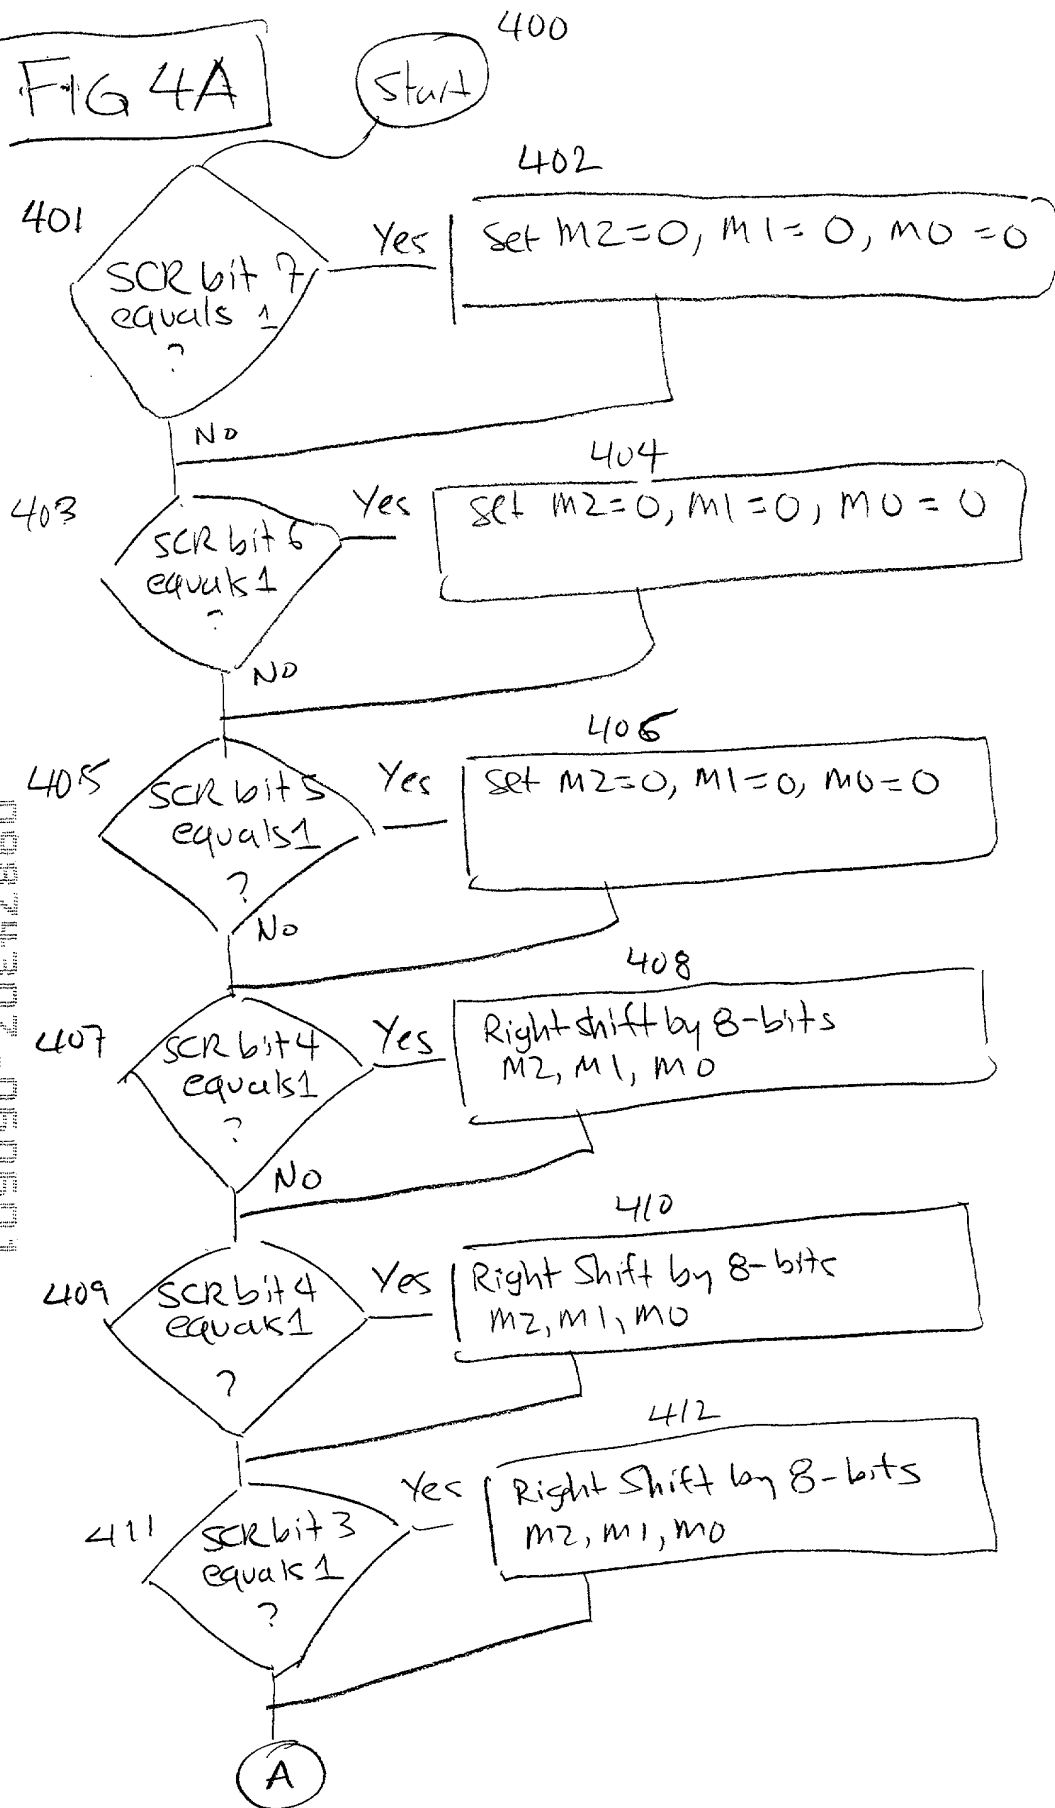 400
FIG 4A
Start
402
401
SCR bit 7
equals 1
?
Yes
Set M2=0, M1=0, M0=0
No
404
403
SCR bit 6
equals 1
?
Yes
Set M2=0, M1=0, M0=0
No
406
405
SCR bit 5
equals 1
?
Yes
Set M2=0, M1=0, M0=0
No
408
407
SCR bit 4
equals 1
?
Yes
Right shift by 8-bits
M2, M1, M0
No
410
409
SCR bit 4
equals 1
?
Yes
Right Shift by 8-bits
M2, M1, M0
412
411
SCR bit 3
equals 1
?
Yes
Right Shift by 8-bits
M2, M1, M0
A